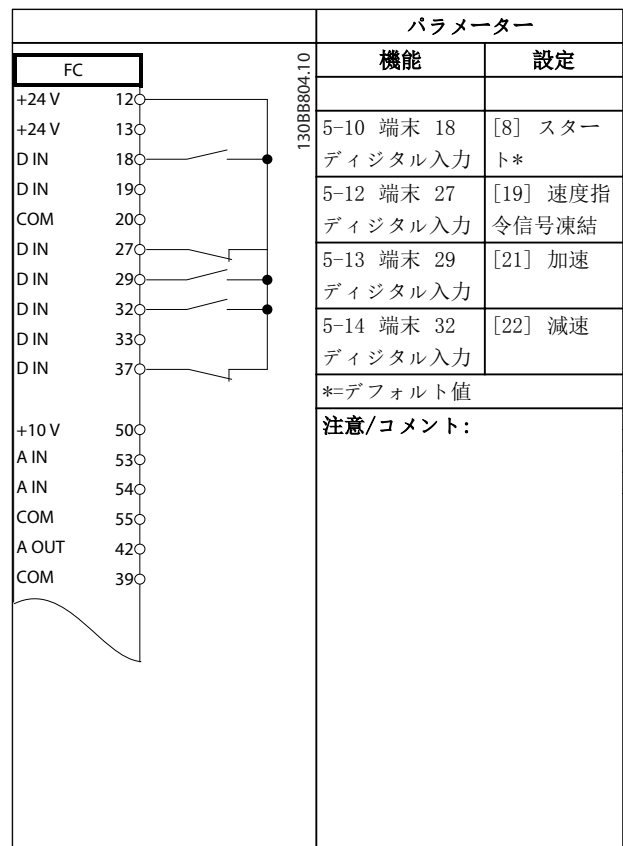 パラメーター
機能 設定
FC
130BB804.10
+24 V 12
+24 V 13
D IN 18
D IN 19
COM 20
D IN 27
D IN 29
D IN 32
D IN 33
D IN 37
+10 V 50
A IN 53
A IN 54
COM 55
A OUT 42
COM 39
5-10 端末 18
ディジタル入力
[8] スター
ト*
5-12 端末 27
ディジタル入力
[19] 速度指
令信号凍結
5-13 端末 29
ディジタル入力
[21] 加速
5-14 端末 32
ディジタル入力
[22] 減速
*=デフォルト値
注意/コメント: